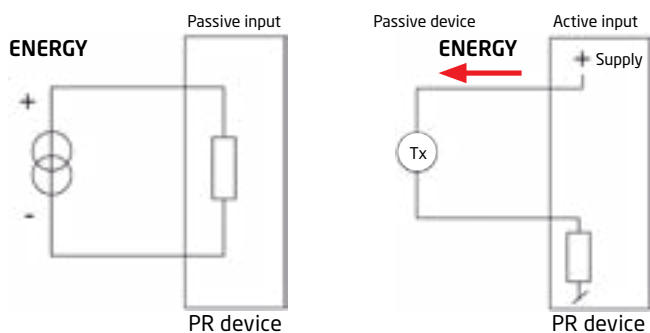 Passive input
ENERGY
+
-
PR device
Passive device
Active input
ENERGY
+ Supply
Tx
PR device